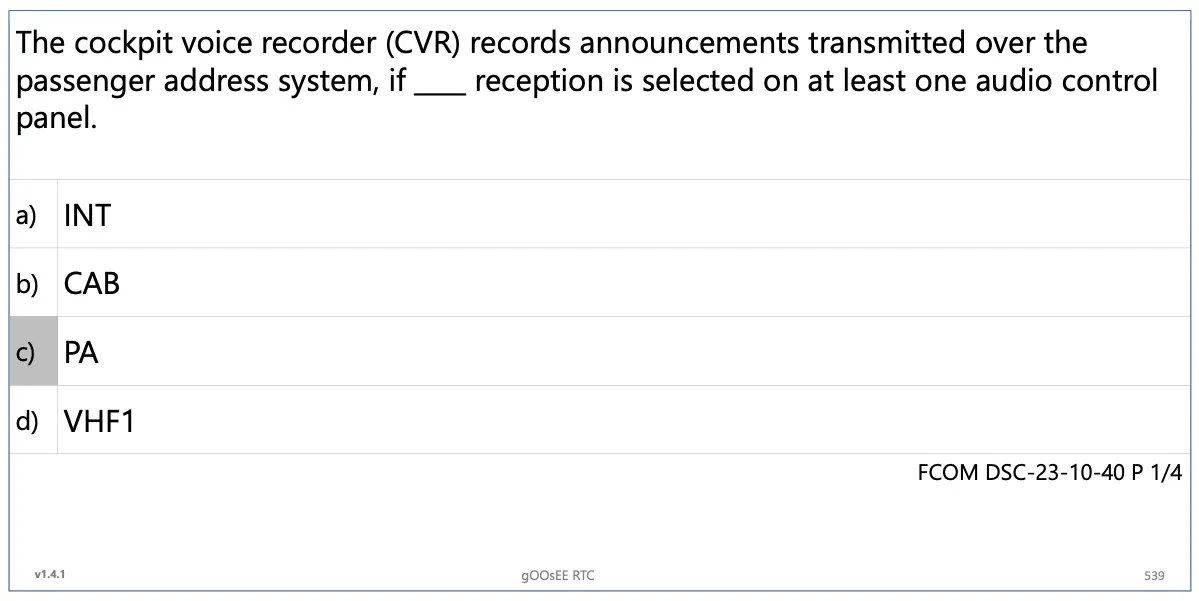 The cockpit voice recorder (CVR) records announcements transmitted over the
passenger address system, if ____ reception is selected on at least one audio control
panel.
a) INT
b) CAB
c) PA
d) VHF1
FCOM DSC-23-10-40 P 1/4
v1.4.1 gOOsEE RTC 539